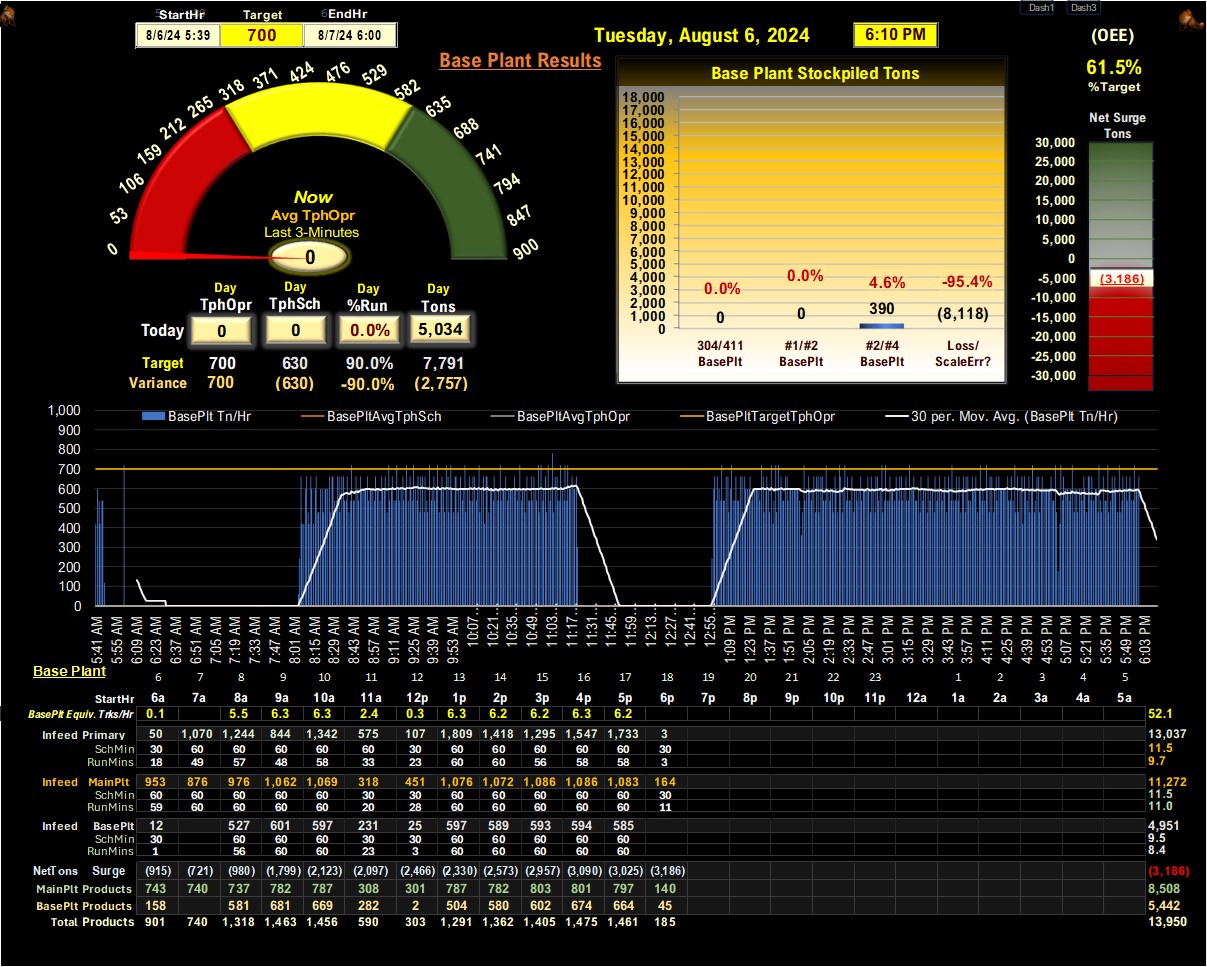 Dash1 Dash3
StartHr Target 6EndHr
8/6/24 5:39 700 8/7/24 6:00
Tuesday, August 6, 2024 6:10 PM
(OEE)
61.5%
%Target
Base Plant Results
0 53 106 159 212 265 318 371 424 476 529 582 635 688 741 794 847 900
Now
Avg TphOpr
Last 3-Minutes
0
Day Day Day Day
TphOpr TphSch %Run Tons
Today 0 0 0.0% 5,034
Target 700 630 90.0% 7,791
Variance 700 (630) -90.0% (2,757)
Base Plant Stockpiled Tons
18,000
17,000
16,000
15,000
14,000
13,000
12,000
11,000
10,000
9,000
8,000
7,000
6,000
5,000
4,000
3,000
2,000
1,000
0
0.0% 0.0% 4.6% -95.4%
0 0 390 (8,118)
304/411 #1/#2 #2/#4 Loss/
BasePlt BasePlt BasePlt ScaleErr?
Net Surge
Tons
30,000
25,000
20,000
15,000
10,000
5,000
0
-5,000 (3,186)
-10,000
-15,000
-20,000
-25,000
-30,000
BasePlt Tn/Hr BasePltAvgTphSch BasePltAvgTphOpr BasePltTargetTphOpr 30 per. Mov. Avg. (BasePlt Tn/Hr)
1,000
900
800
700
600
500
400
300
200
100
0
5:41 AM 5:55 AM 6:09 AM 6:23 AM 6:37 AM 6:51 AM 7:05 AM 7:19 AM 7:33 AM 7:47 AM 8:01 AM 8:15 AM 8:29 AM 8:43 AM 8:57 AM 9:11 AM 9:25 AM 9:39 AM 9:53 AM 10:07... 10:21... 10:35... 10:49... 11:03... 11:17... 11:31... 11:45... 11:59... 12:13... 12:27... 12:41... 12:55... 1:09 PM 1:23 PM 1:37 PM 1:51 PM 2:05 PM 2:19 PM 2:33 PM 2:47 PM 3:01 PM 3:15 PM 3:29 PM 3:43 PM 3:57 PM 4:11 PM 4:25 PM 4:39 PM 4:53 PM 5:07 PM 5:21 PM 5:35 PM 5:49 PM 6:03 PM
Base Plant
6 7 8 9 10 11 12 13 14 15 16 17 18 19 20 21 22 23 1 2 3 4 5
StartHr 6a 7a 8a 9a 10a 11a 12p 1p 2p 3p 4p 5p 6p 7p 8p 9p 10p 11p 12a 1a 2a 3a 4a 5a
BasePlt Equiv. Trks/Hr 0.1 5.5 6.3 6.3 2.4 0.3 6.3 6.2 6.2 6.3 6.2 52.1
Infeed Primary 50 1,070 1,244 844 1,342 575 107 1,809 1,418 1,295 1,547 1,733 3 13,037
SchMin 30 60 60 60 60 60 30 60 60 60 60 60 30 11.5
RunMins 18 49 57 48 58 33 23 60 60 56 58 58 3 9.7
Infeed MainPlt 953 876 976 1,062 1,069 318 451 1,076 1,072 1,086 1,086 1,083 164 11,272
SchMin 60 60 60 60 60 30 30 60 60 60 60 60 30 11.5
RunMins 59 60 60 60 60 20 28 60 60 60 60 60 11 11.0
Infeed BasePlt 12 527 601 597 231 25 597 589 593 594 585 4,951
SchMin 30 60 60 60 30 30 60 60 60 60 60 9.5
RunMins 1 56 60 60 23 3 60 60 60 60 60 8.4
NetTons Surge (915) (721) (980) (1,799) (2,123) (2,097) (2,466) (2,330) (2,573) (2,957) (3,090) (3,030) (3,186) (3,186)
MainPlt Products 743 740 737 782 787 308 301 787 782 803 801 797 140 8,508
BasePlt Products 158 581 681 669 282 2 504 580 602 674 664 45 5,442
Total Products 901 740 1,318 1,463 1,456 590 303 1,291 1,362 1,405 1,475 1,461 185 13,950